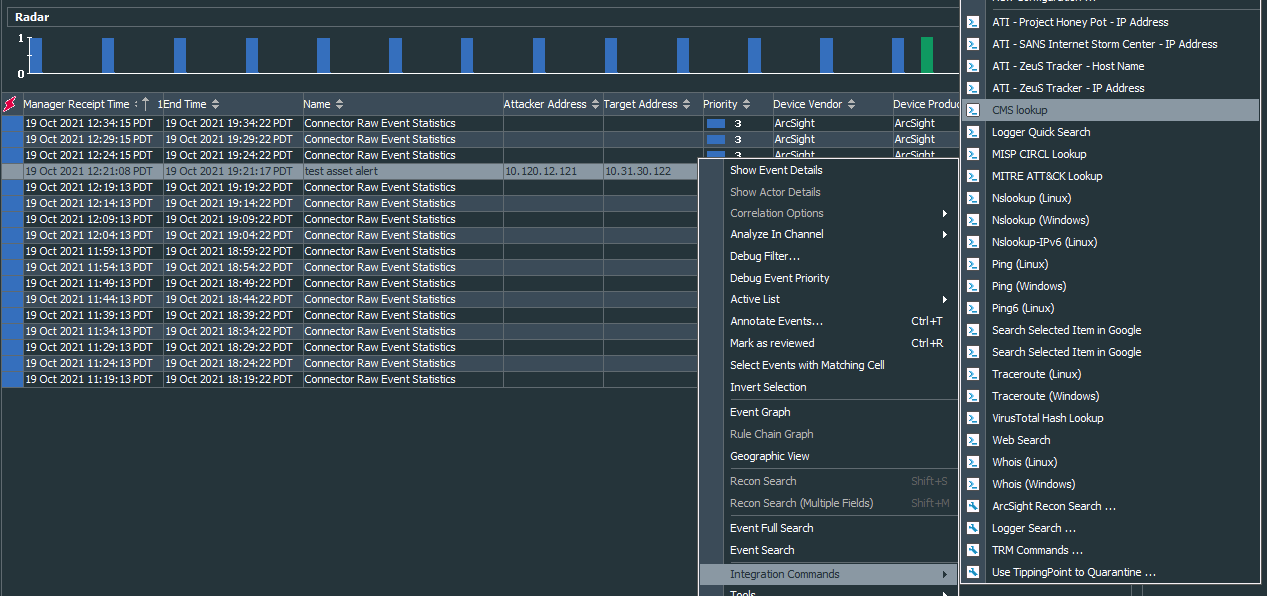 Radar
1
0
Manager Receipt Time 1 End Time Name Attacker Address Target Address Priority Device Vendor Device Produc
19 Oct 2021 12:34:15 PDT 19 Oct 2021 19:34:22 PDT Connector Raw Event Statistics 3 ArcSight ArcSight
19 Oct 2021 12:29:15 PDT 19 Oct 2021 19:29:22 PDT Connector Raw Event Statistics 3 ArcSight ArcSight
19 Oct 2021 12:24:15 PDT 19 Oct 2021 19:24:22 PDT Connector Raw Event Statistics 3 ArcSight ArcSight
19 Oct 2021 12:21:08 PDT 19 Oct 2021 19:21:17 PDT test asset alert 10.120.12.121 10.31.30.122
19 Oct 2021 12:19:13 PDT 19 Oct 2021 19:19:22 PDT Connector Raw Event Statistics
19 Oct 2021 12:14:13 PDT 19 Oct 2021 19:14:22 PDT Connector Raw Event Statistics
19 Oct 2021 12:09:13 PDT 19 Oct 2021 19:09:22 PDT Connector Raw Event Statistics
19 Oct 2021 12:04:13 PDT 19 Oct 2021 19:04:22 PDT Connector Raw Event Statistics
19 Oct 2021 11:59:13 PDT 19 Oct 2021 18:59:22 PDT Connector Raw Event Statistics
19 Oct 2021 11:54:13 PDT 19 Oct 2021 18:54:22 PDT Connector Raw Event Statistics
19 Oct 2021 11:49:13 PDT 19 Oct 2021 18:49:22 PDT Connector Raw Event Statistics
19 Oct 2021 11:44:13 PDT 19 Oct 2021 18:44:22 PDT Connector Raw Event Statistics
19 Oct 2021 11:39:13 PDT 19 Oct 2021 18:39:22 PDT Connector Raw Event Statistics
19 Oct 2021 11:34:13 PDT 19 Oct 2021 18:34:22 PDT Connector Raw Event Statistics
19 Oct 2021 11:29:13 PDT 19 Oct 2021 18:29:22 PDT Connector Raw Event Statistics
19 Oct 2021 11:24:13 PDT 19 Oct 2021 18:24:22 PDT Connector Raw Event Statistics
19 Oct 2021 11:19:13 PDT 19 Oct 2021 18:19:22 PDT Connector Raw Event Statistics
Show Event Details
Show Actor Details
Correlation Options
Analyze In Channel
Debug Filter...
Debug Event Priority
Active List
Annotate Events... Ctrl+T
Mark as reviewed Ctrl+R
Select Events with Matching Cell
Invert Selection
Event Graph
Rule Chain Graph
Geographic View
Recon Search Shift+S
Recon Search (Multiple Fields) Shift+M
Event Full Search
Event Search
Integration Commands
Tools
ATI - Project Honey Pot - IP Address
ATI - SANS Internet Storm Center - IP Address
ATI - ZeuS Tracker - Host Name
ATI - ZeuS Tracker - IP Address
CMS lookup
Logger Quick Search
MISP CIRCL Lookup
MITRE ATT&CK Lookup
Nslookup (Linux)
Nslookup (Windows)
Nslookup-IPv6 (Linux)
Ping (Linux)
Ping (Windows)
Ping6 (Linux)
Search Selected Item in Google
Search Selected Item in Google
Traceroute (Linux)
Traceroute (Windows)
VirusTotal Hash Lookup
Web Search
Whois (Linux)
Whois (Windows)
ArcSight Recon Search ...
Logger Search ...
TRM Commands ...
Use TippingPoint to Quarantine ...